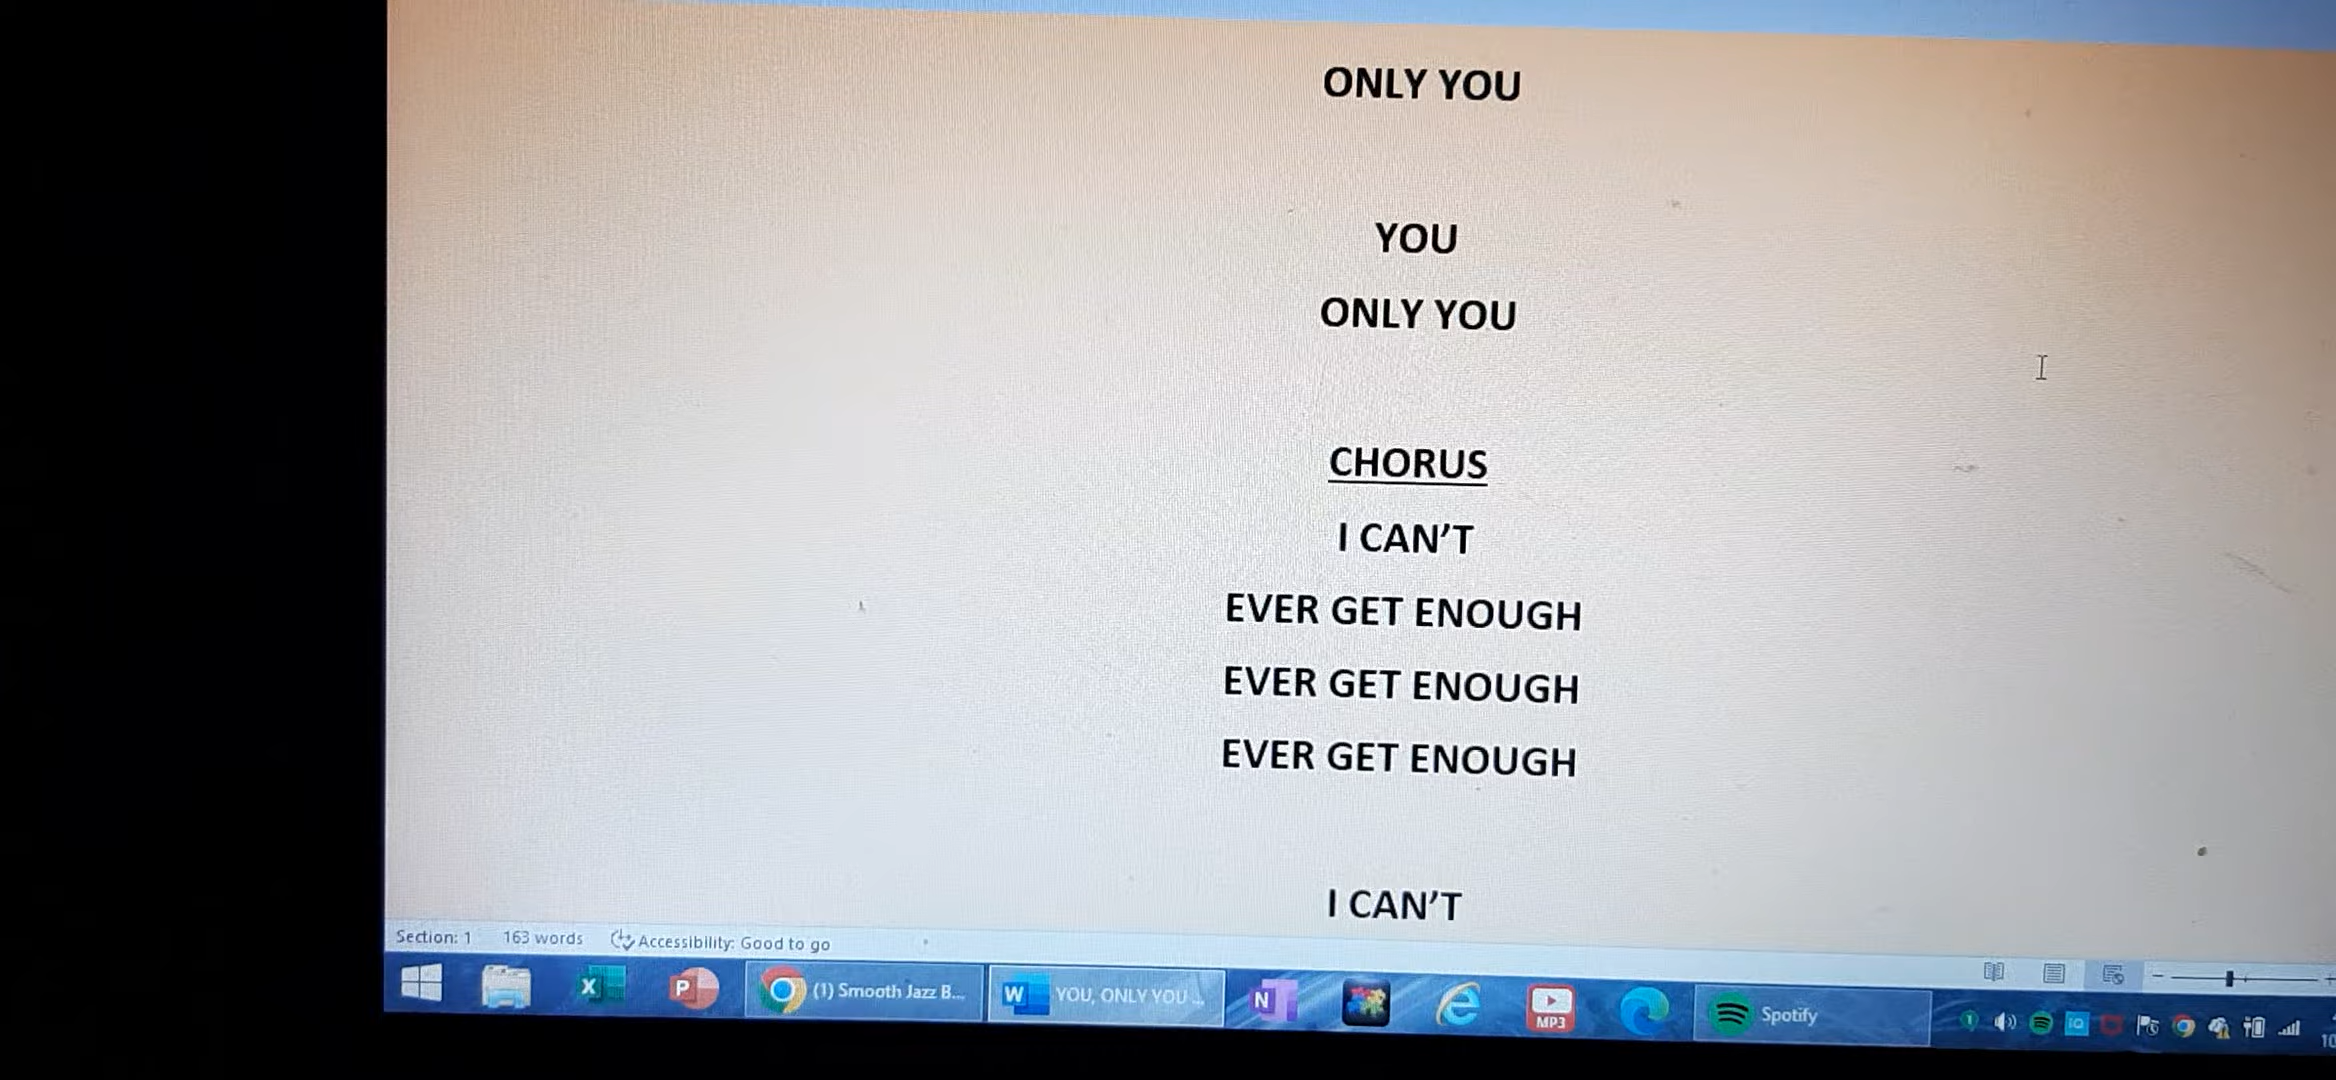 ONLY YOU
YOU
ONLY YOU
CHORUS
I CAN'T
EVER GET ENOUGH
EVER GET ENOUGH
EVER GET ENOUGH
I CAN'T
Section: 1 163 words Accessibility: Good to go
X P (1) Smooth Jazz B... W YOU, ONLY YOU ... N MP3 Spotify
10